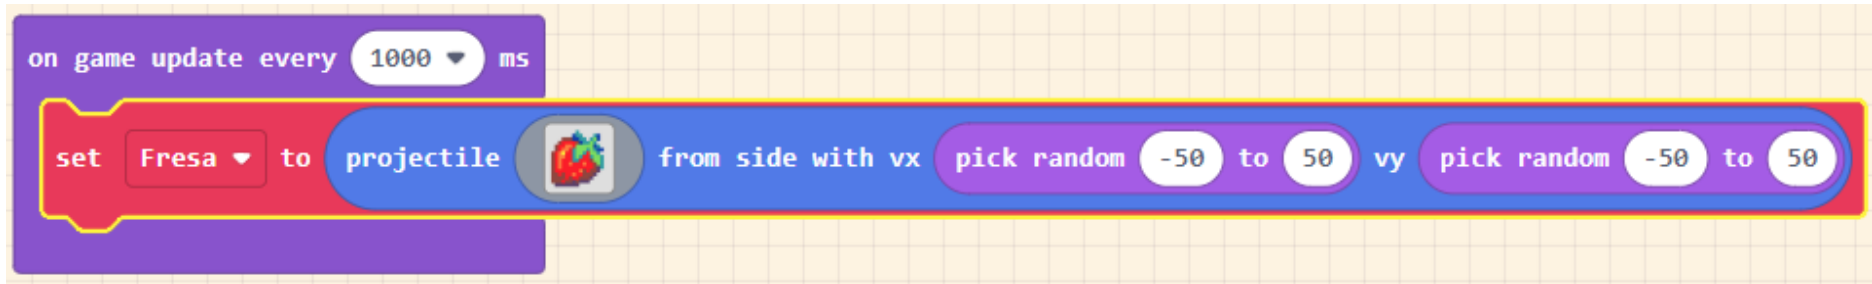 on game update every 1000 ms
set Fresa to projectile from side with vx pick random -50 to 50 vy pick random -50 to 50